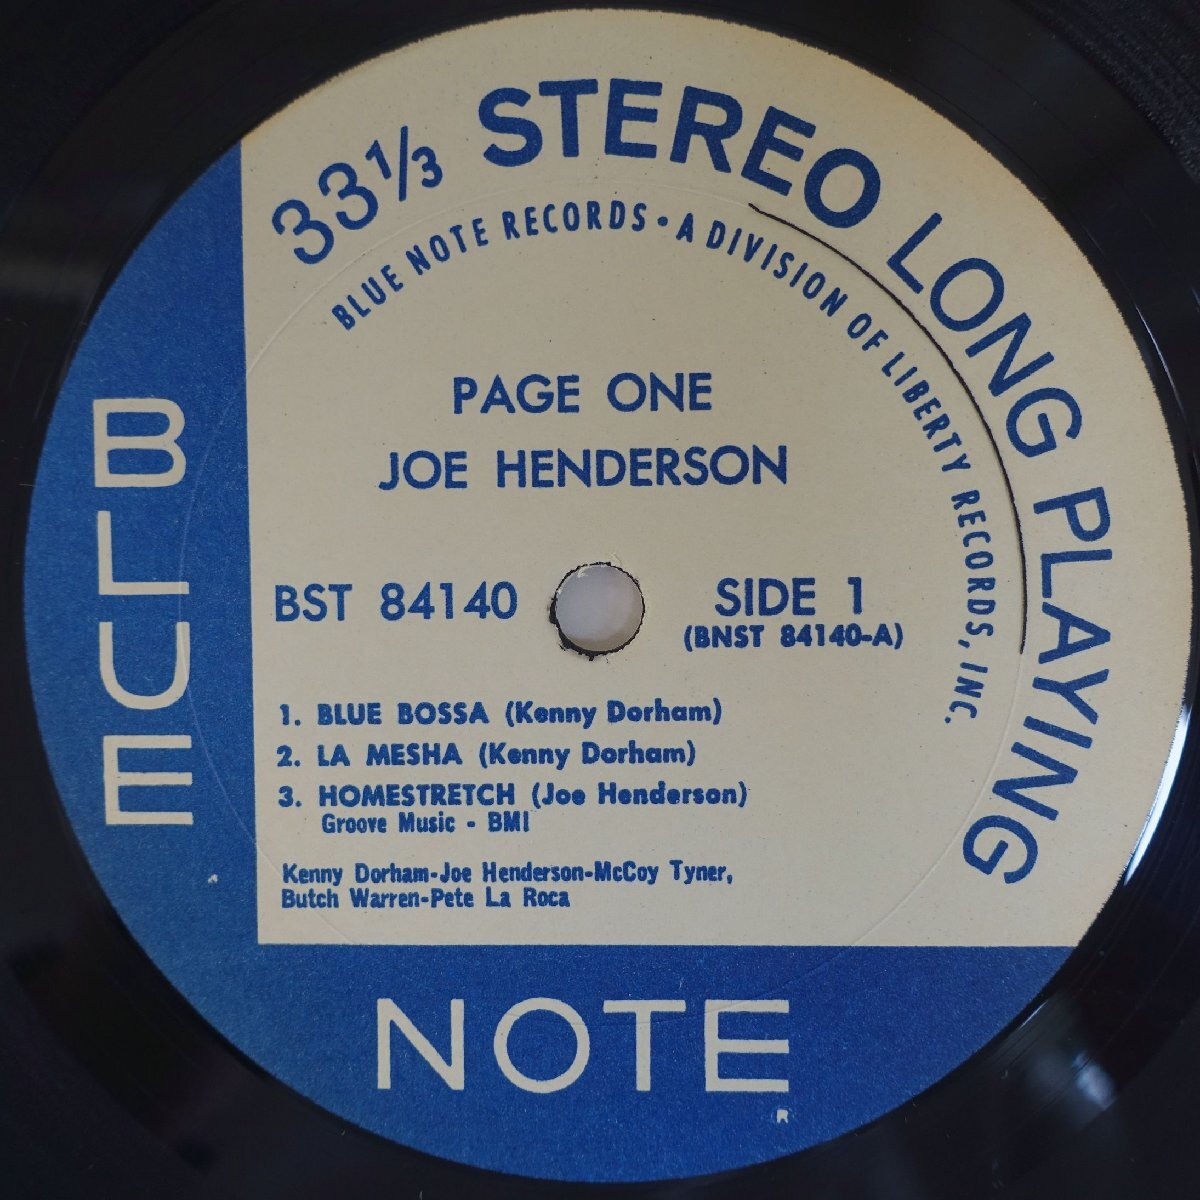 33 1/3 STEREO LONG PLAYING
BLUE NOTE RECORDS · A DIVISION OF LIBERTY RECORDS, INC.
PAGE ONE
JOE HENDERSON
BST 84140
SIDE 1
(BNST 84140-A)
1. BLUE BOSSA (Kenny Dorham)
2. LA MESHA (Kenny Dorham)
3. HOMESTRETCH (Joe Henderson)
Groove Music - BMI
Kenny Dorham-Joe Henderson-McCoy Tyner,
Butch Warren-Pete La Roca
BLUE
NOTE
R